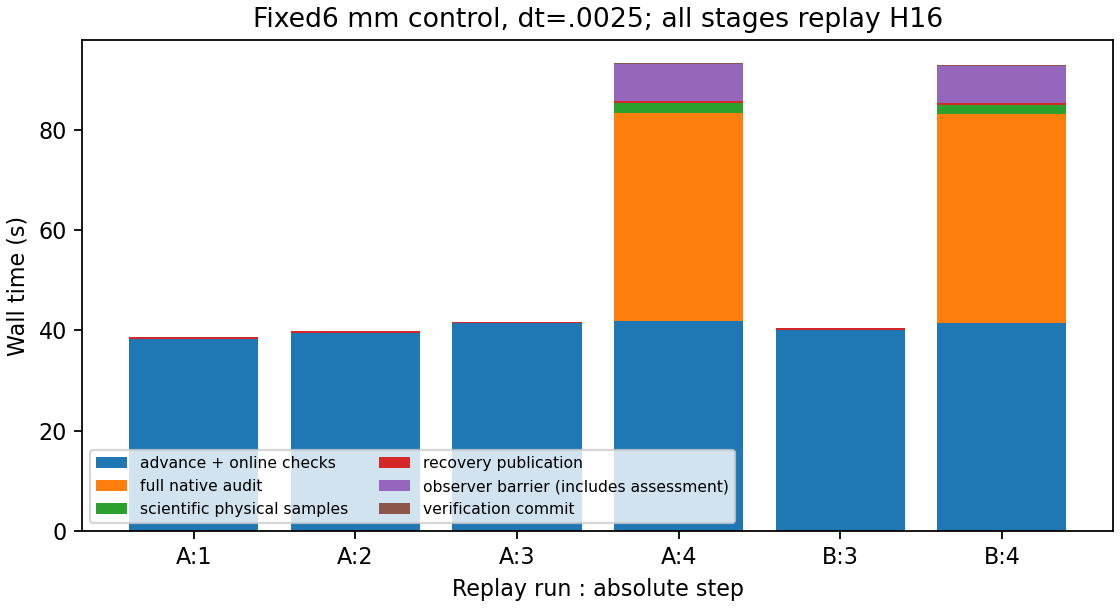 Fixed6 mm control, dt=.0025; all stages replay H16
Wall time (s)
80
60
40
20
0
advance + online checks
full native audit
scientific physical samples
recovery publication
observer barrier (includes assessment)
verification commit
A:1
A:2
A:3
A:4
B:3
B:4
Replay run : absolute step